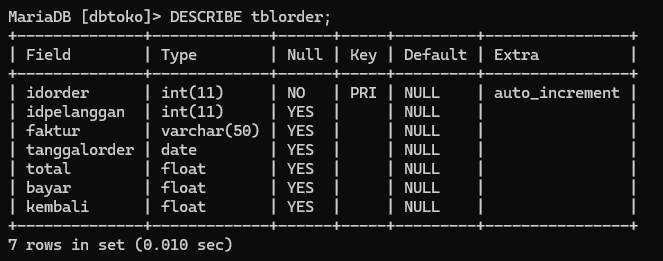 MariaDB [dbtoko]> DESCRIBE tblorder;
+--------------+-------------+------+-----+---------+----------------+
| Field        | Type        | Null | Key | Default | Extra          |
+--------------+-------------+------+-----+---------+----------------+
| idorder      | int(11)     | NO   | PRI | NULL    | auto_increment |
| idpelanggan  | int(11)     | YES  |     | NULL    |                |
| faktur       | varchar(50) | YES  |     | NULL    |                |
| tanggalorder | date        | YES  |     | NULL    |                |
| total        | float       | YES  |     | NULL    |                |
| bayar        | float       | YES  |     | NULL    |                |
| kembali      | float       | YES  |     | NULL    |                |
+--------------+-------------+------+-----+---------+----------------+
7 rows in set (0.010 sec)